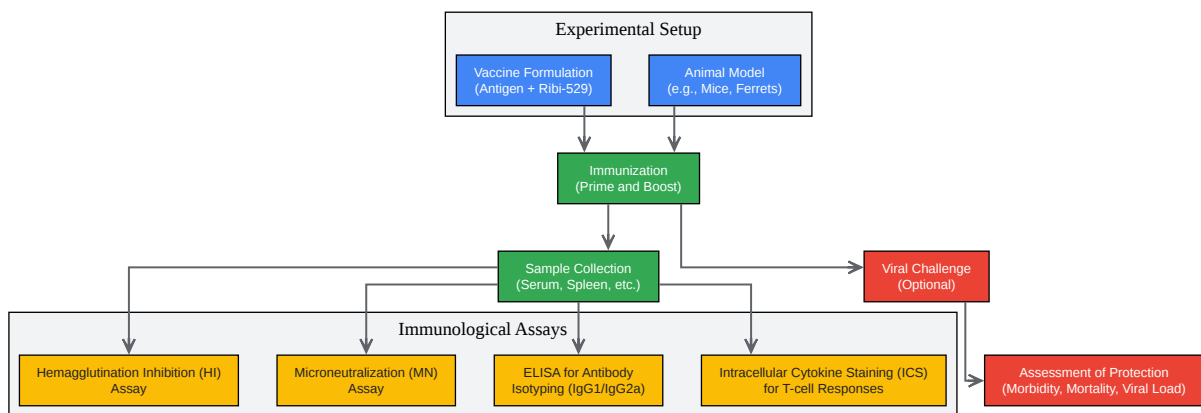 Experimental Setup
Vaccine Formulation
(Antigen + Ribi-529)
Animal Model
(e.g., Mice, Ferrets)
Immunization
(Prime and Boost)
Sample Collection
(Serum, Spleen, etc.)
Viral Challenge
(Optional)
Immunological Assays
Hemagglutination Inhibition (HI)
Assay
Microneutralization (MN)
Assay
ELISA for Antibody
Isotyping (IgG1/IgG2a)
Intracellular Cytokine Staining (ICS)
for T-cell Responses
Assessment of Protection
(Morbidity, Mortality, Viral Load)